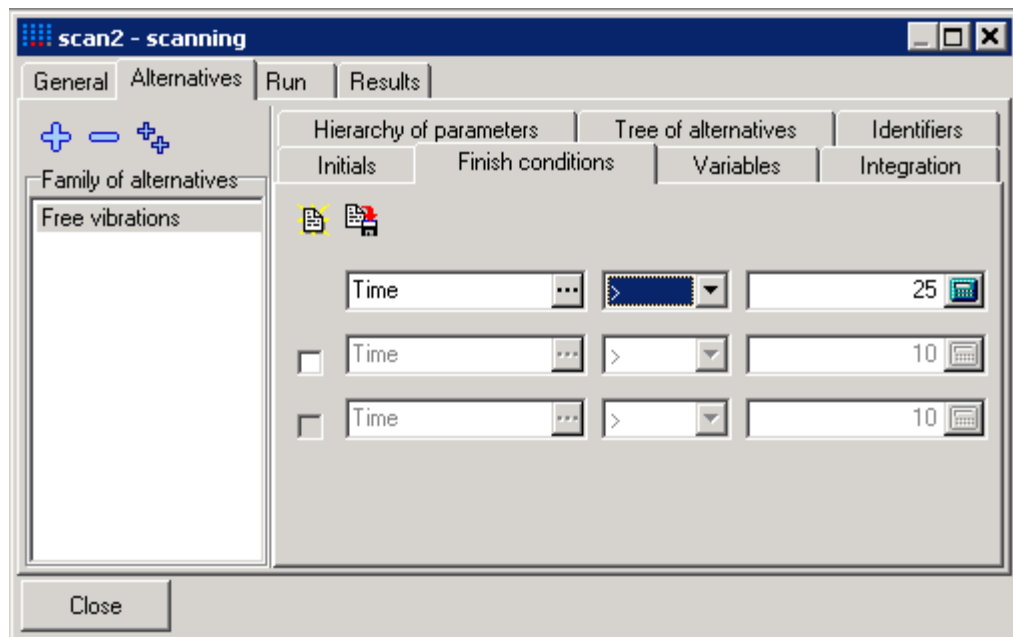 scan2 - scanning
General Alternatives Run Results
Hierarchy of parameters Tree of alternatives Identifiers
Initials Finish conditions Variables Integration
Family of alternatives
Free vibrations
Time ... > 25
Time ... > 10
Time ... > 10
Close